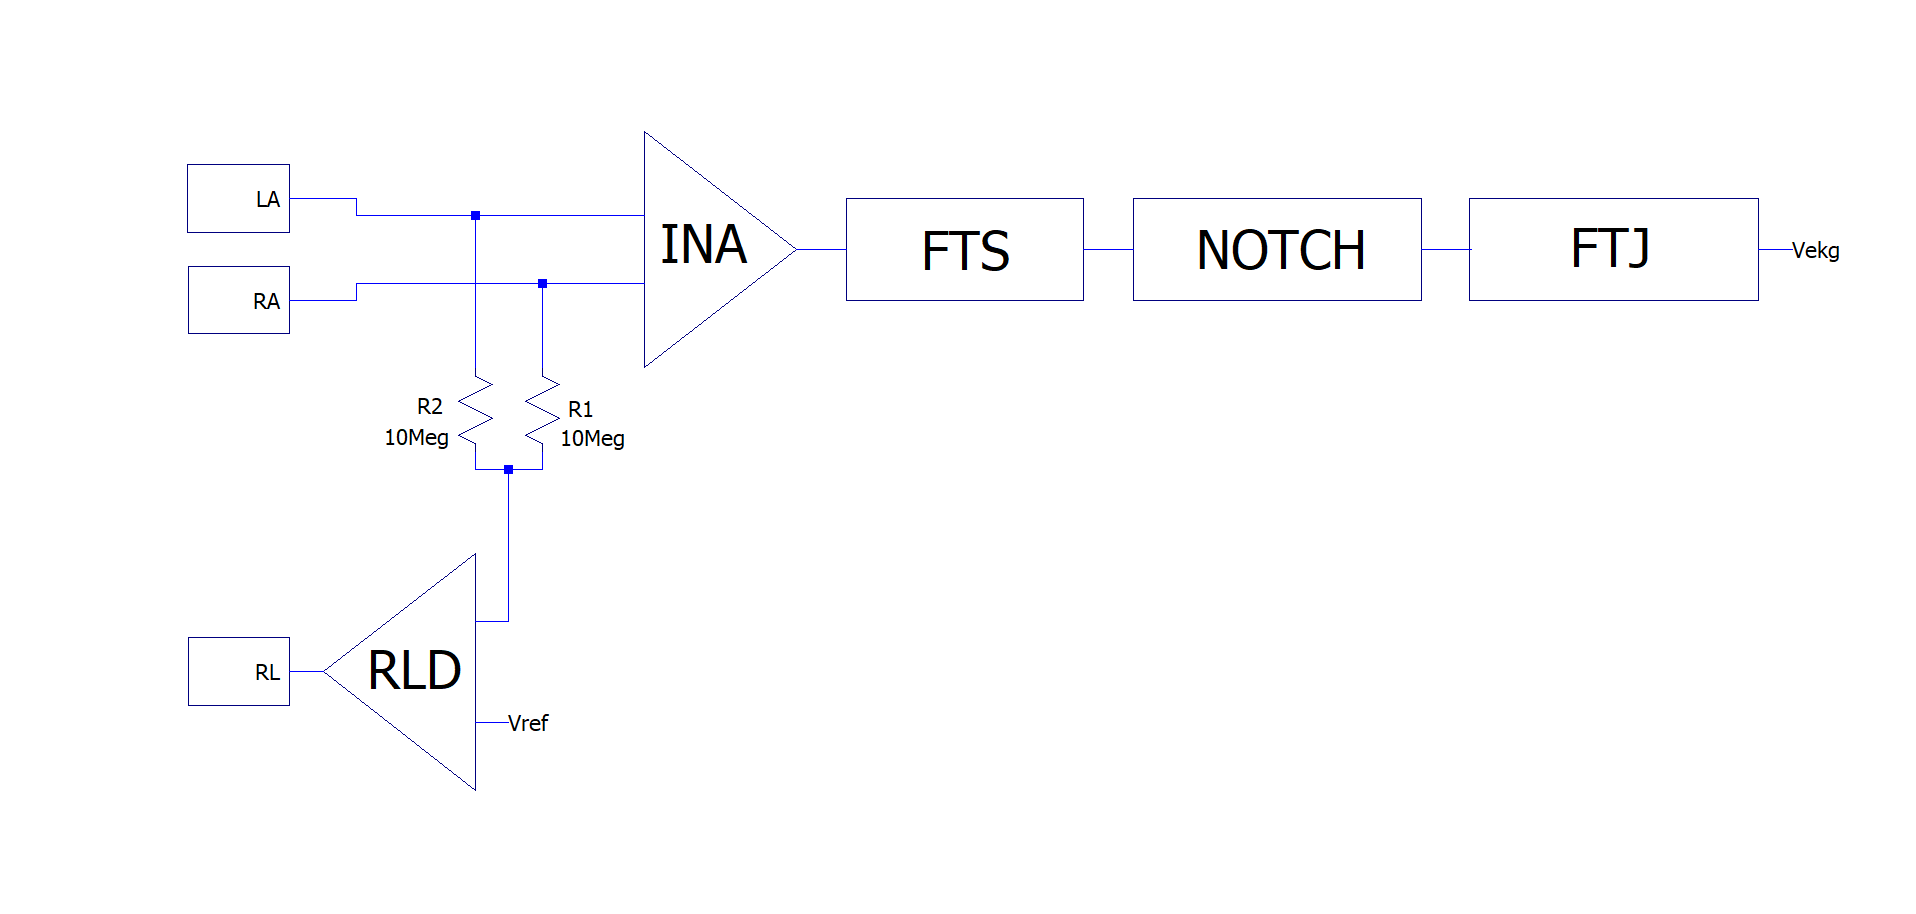 LA
RA
INA
FTS
NOTCH
FTJ
Vekg
R2
10Meg
R1
10Meg
RL
RLD
Vref